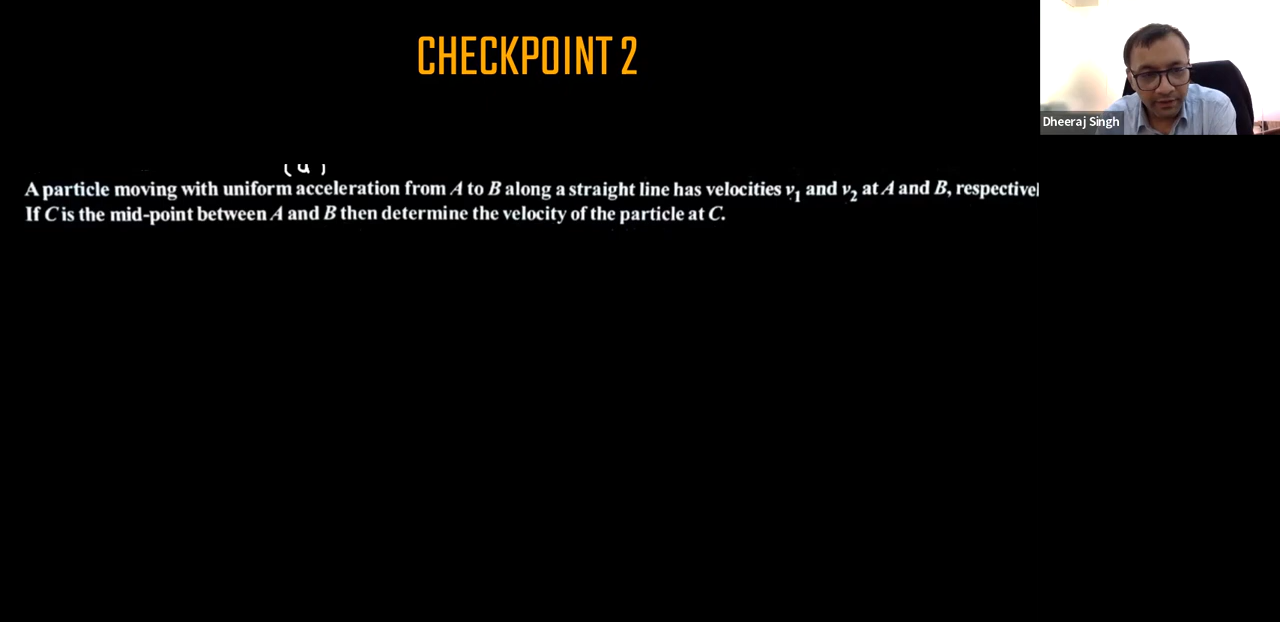 CHECKPOINT 2
Dheeraj Singh
A particle moving with uniform acceleration from A to B along a straight line has velocities v₁ and v₂ at A and B, respectivel
If C is the mid-point between A and B then determine the velocity of the particle at C.